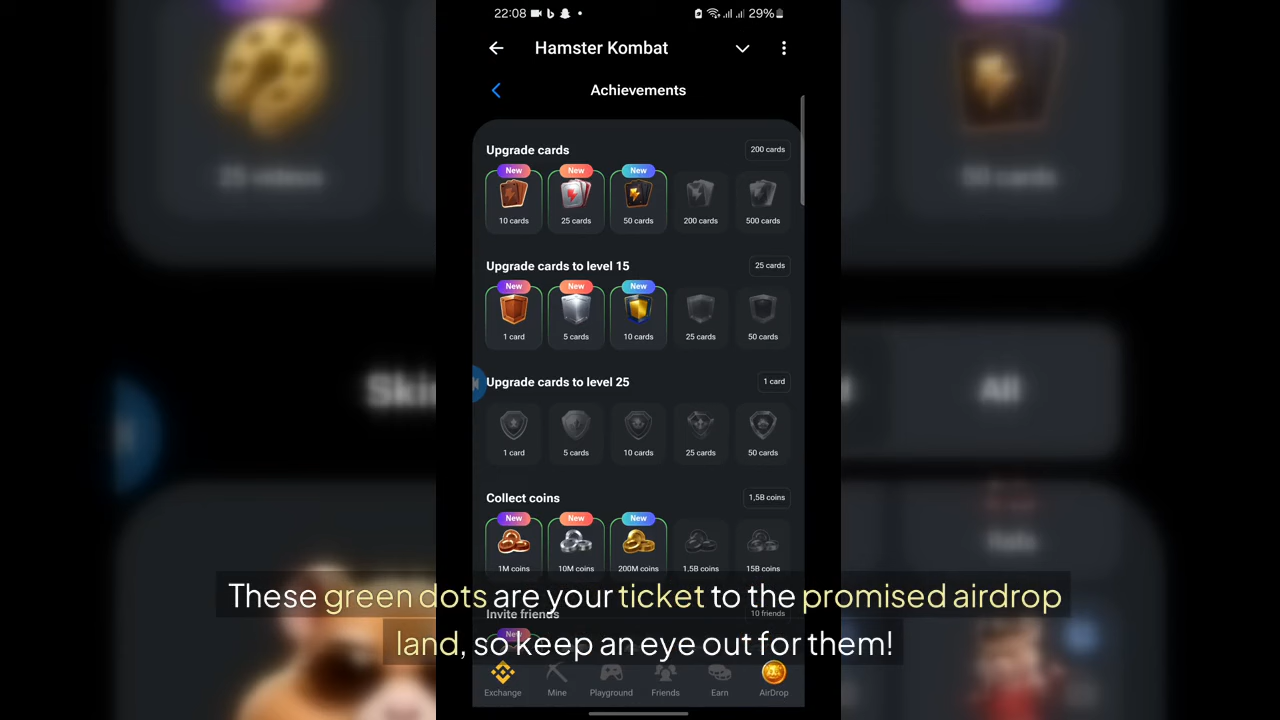 22:08
29%
Hamster Kombat
Achievements
Upgrade cards
200 cards
New New New
10 cards 25 cards 50 cards 200 cards 500 cards
Upgrade cards to level 15
25 cards
New New New
1 card 5 cards 10 cards 25 cards 50 cards
Upgrade cards to level 25
1 card
1 card 5 cards 10 cards 25 cards 50 cards
Collect coins
1,5B coins
New New New
1M coins 10M coins 200M coins 1,5B coins 15B coins
Invite friends
10 friends
New
These green dots are your ticket to the promised airdrop
land, so keep an eye out for them!
Exchange Mine Playground Friends Earn AirDrop
50 cards
All